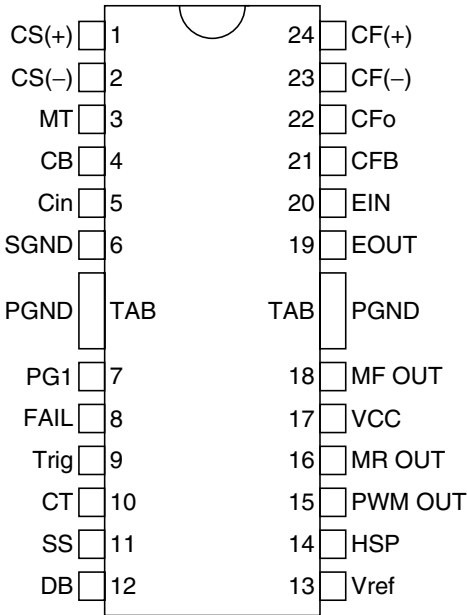 CS(+) 1 24 CF(+)
CS(−) 2 23 CF(−)
MT 3 22 CFo
CB 4 21 CFB
Cin 5 20 EIN
SGND 6 19 EOUT
PGND TAB TAB PGND
PG1 7 18 MF OUT
FAIL 8 17 VCC
Trig 9 16 MR OUT
CT 10 15 PWM OUT
SS 11 14 HSP
DB 12 13 Vref